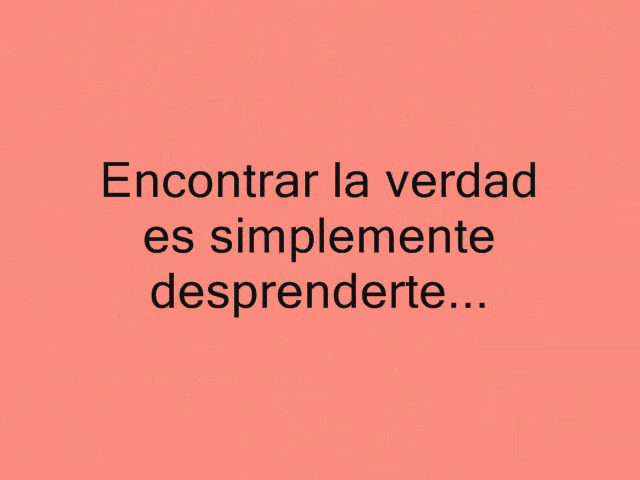 Encontrar la verdad
es simplemente
desprenderte...